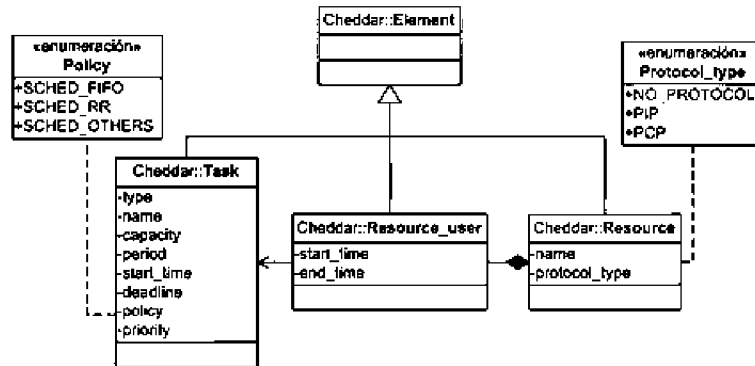 Cheddar::Element
«enumeración»
Policy
+SCHED_FIFO
+SCHED_RR
+SCHED_OTHERS
«enumeración»
Protocol_type
+NO_PROTOCOL
+PIP
+PCP
Cheddar::Task
-type
-name
-capacity
-period
-start_time
-deadline
-policy
-priority
Cheddar::Resource_user
-start_time
-end_time
Cheddar::Resource
-name
-protocol_type